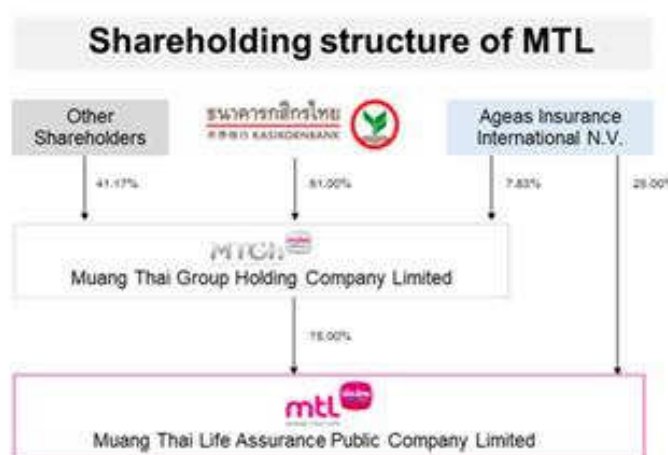 Shareholding structure of MTL
Other
Shareholders
ธนาคารกสิกรไทย
KASIKORNBANK
Ageas Insurance
International N.V.
41.17%
51.00%
7.83%
25.00%
MTGH
Muang Thai Group Holding Company Limited
75.00%
mtl
Muang Thai Life Assurance Public Company Limited